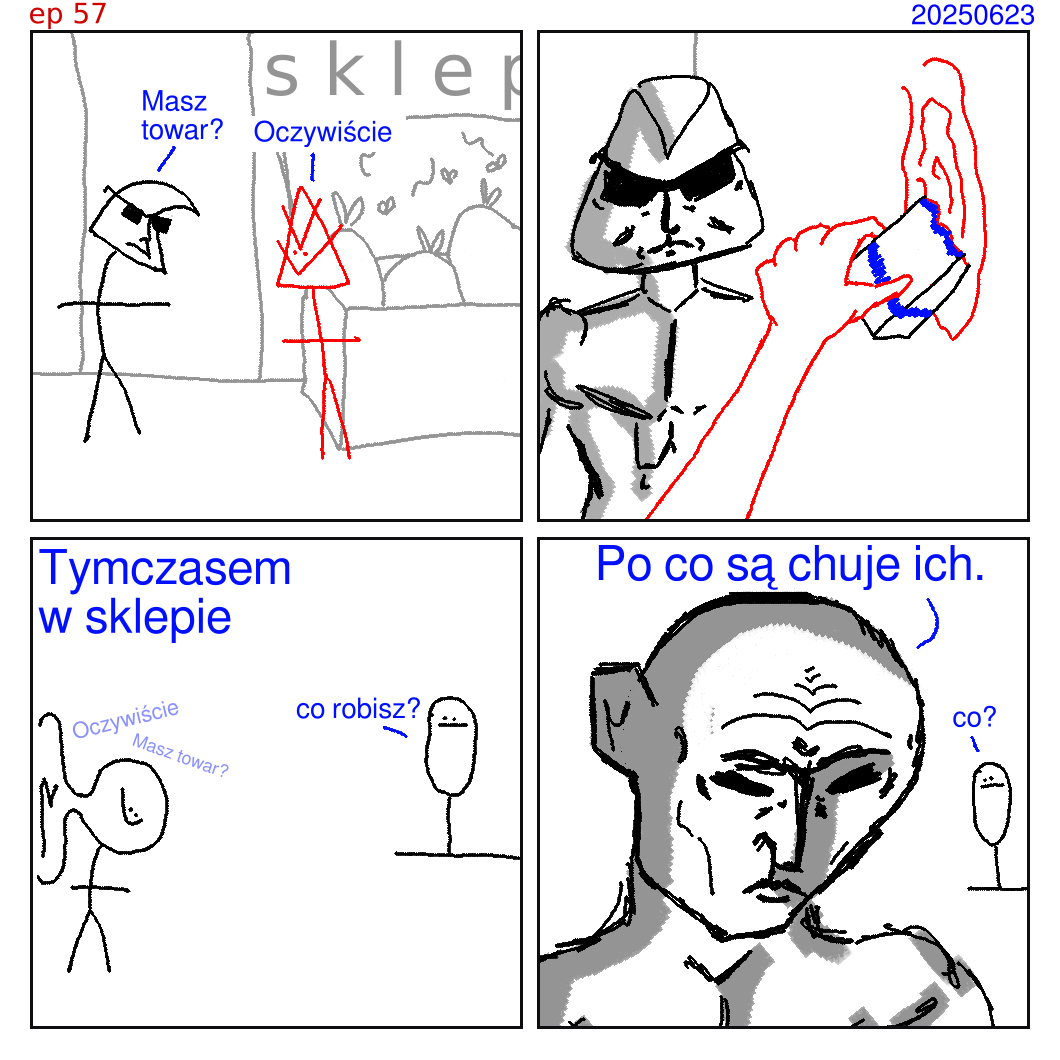 ep 57
20250623
sklep
Masz
towar?
Oczywiście
Tymczasem
w sklepie
Oczywiście
Masz towar?
co robisz?
Po co są chuje ich.
co?